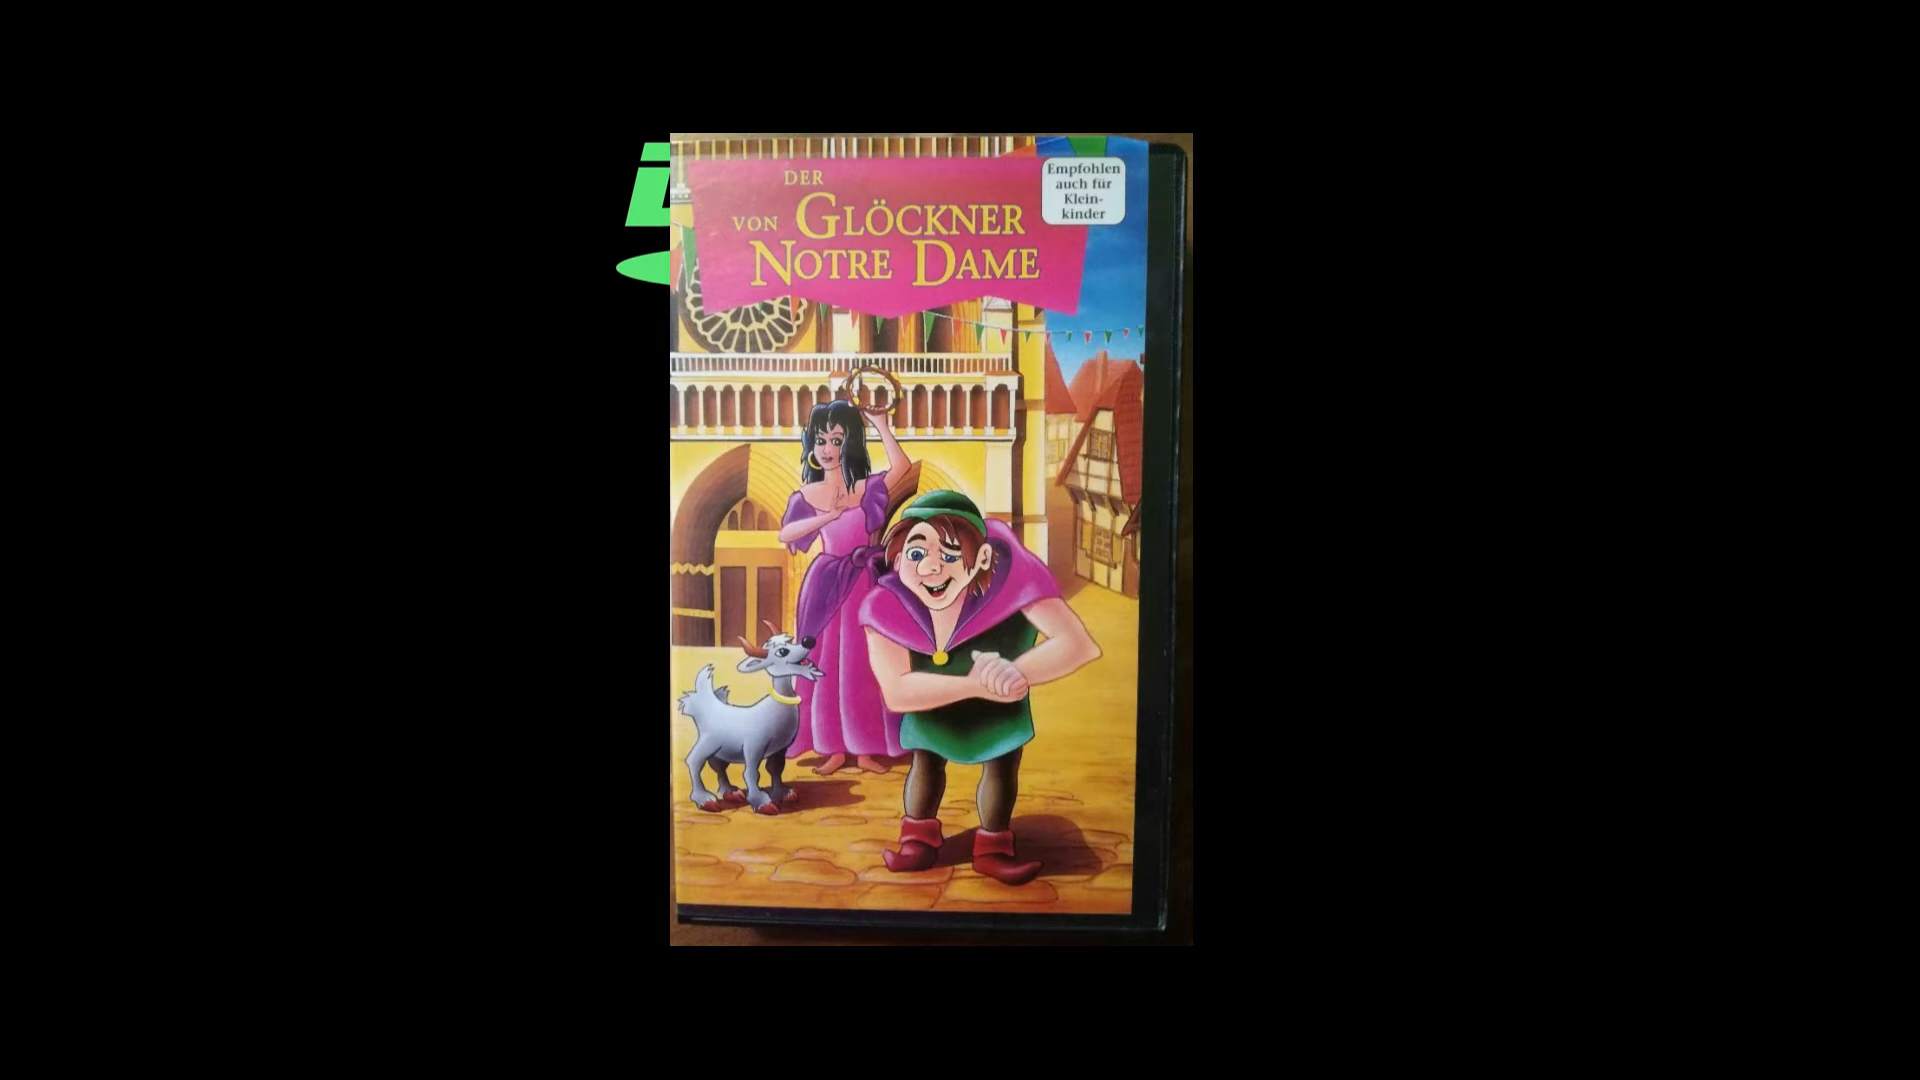 DER
VON GLÖCKNER
NOTRE DAME
Empfohlen
auch für
Klein-
kinder